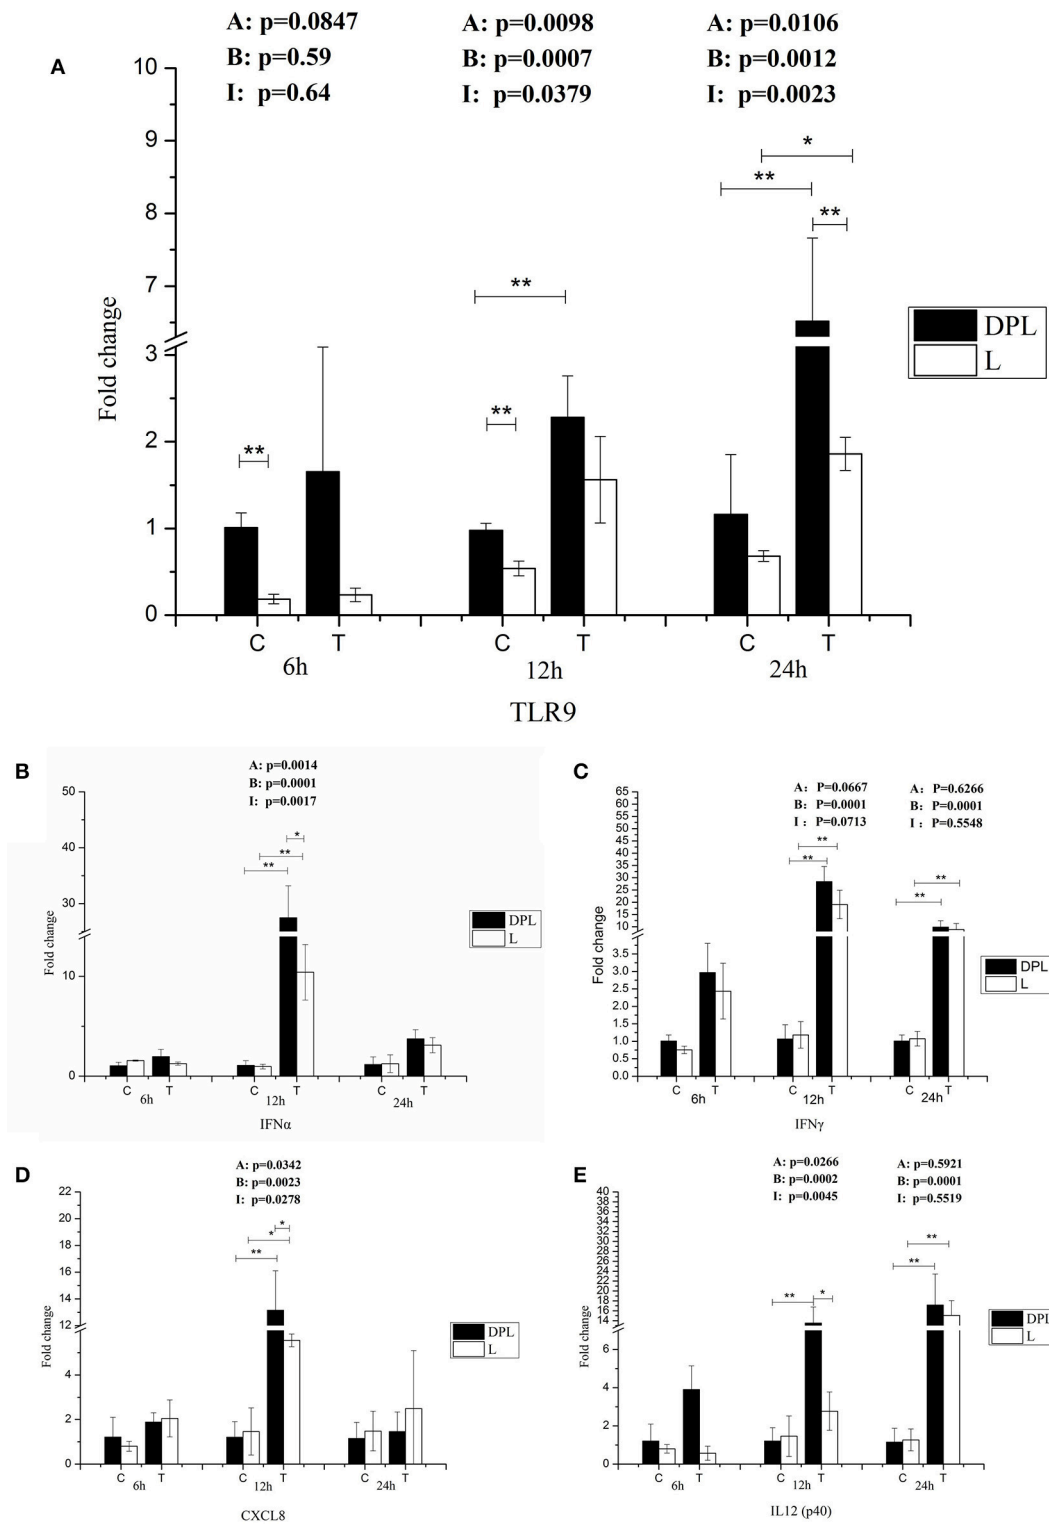 A
A: p=0.0847
B: p=0.59
I: p=0.64
A: p=0.0098
B: p=0.0007
I: p=0.0379
A: p=0.0106
B: p=0.0012
I: p=0.0023
10
9
8
7
3
2
1
0
Fold change
**
**
**
**
*
**
DPL
L
C T C T C T
6h 12h 24h
TLR9
B
A: p=0.0014
B: p=0.0001
I: p=0.0017
50
40
30
10
0
Fold change
*
**
**
DPL
L
C T C T C T
6h 12h 24h
IFNα
C
A: P=0.0667
B: P=0.0001
I : P=0.0713
A: P=0.6266
B: P=0.0001
I : P=0.5548
65
60
55
50
45
40
35
30
25
20
15
10
3.5
3.0
2.5
2.0
1.5
1.0
0.5
0.0
Fold change
**
**
**
**
DPL
L
C T C T C T
6h 12h 24h
IFNγ
D
A: p=0.0342
B: p=0.0023
I: p=0.0278
22
20
18
16
14
12
4
2
0
Fold change
*
*
**
DPL
L
C T C T C T
6h 12h 24h
CXCL8
E
A: p=0.0266
B: p=0.0002
I: p=0.0045
A: p=0.5921
B: p=0.0001
I: p=0.5519
40
38
36
34
32
30
28
26
24
22
20
18
16
14
6
4
2
0
Fold change
**
*
**
**
DPL
L
C T C T C T
6h 12h 24h
IL12 (p40)